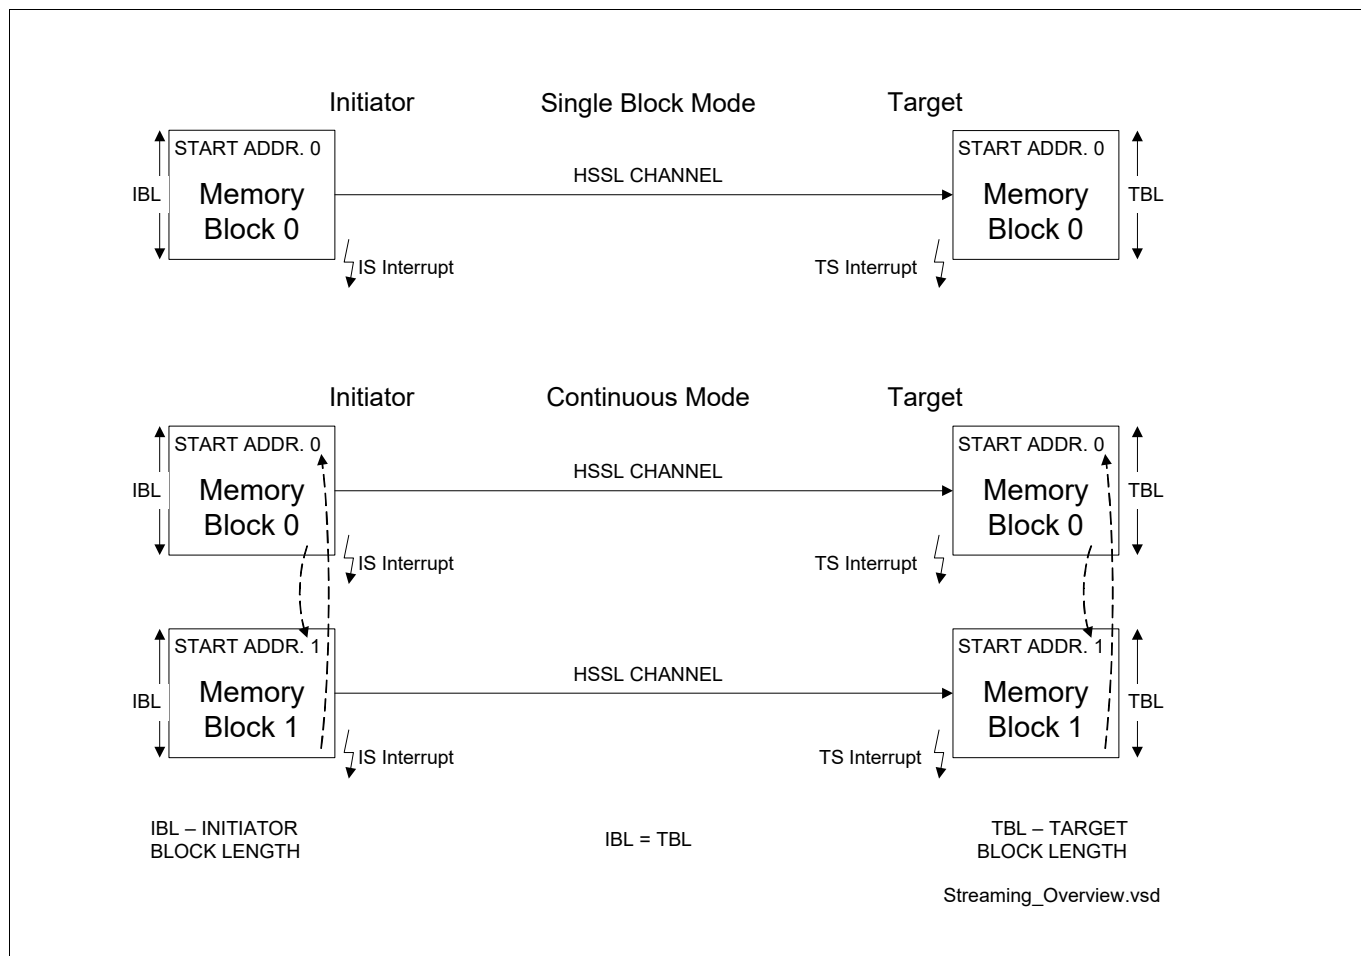 Initiator Single Block Mode Target
START ADDR. 0 START ADDR. 0
HSSL CHANNEL
IBL Memory Memory TBL
Block 0 Block 0
IS Interrupt TS Interrupt
Initiator Continuous Mode Target
START ADDR. 0 START ADDR. 0
HSSL CHANNEL
IBL Memory Memory TBL
Block 0 Block 0
IS Interrupt TS Interrupt
START ADDR. 1 START ADDR. 1
HSSL CHANNEL
IBL Memory Memory TBL
Block 1 Block 1
IS Interrupt TS Interrupt
IBL – INITIATOR
BLOCK LENGTH
IBL = TBL
TBL – TARGET
BLOCK LENGTH
Streaming_Overview.vsd